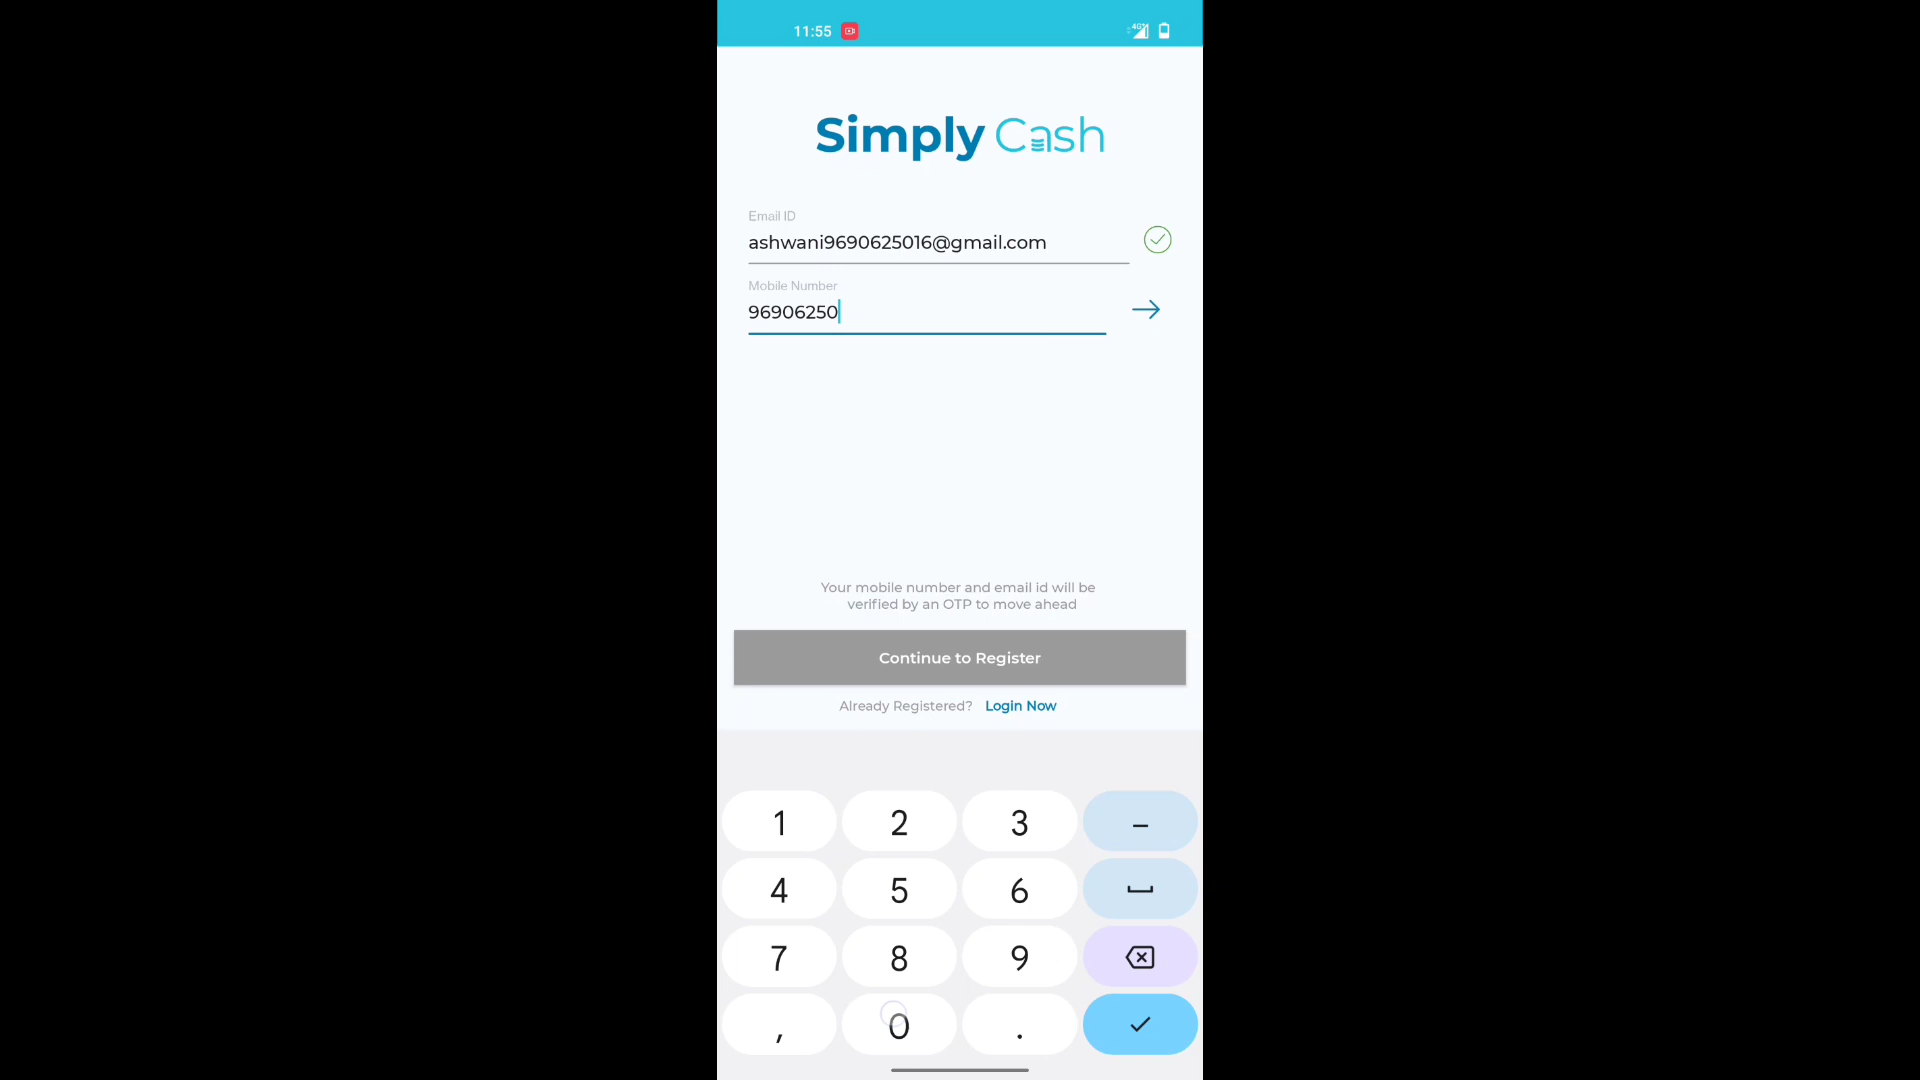 11:55
4G+
Simply Cash
Email ID
ashwani9690625016@gmail.com
Mobile Number
96906250
Your mobile number and email id will be
verified by an OTP to move ahead
Continue to Register
Already Registered? Login Now
1 2 3 –
4 5 6
7 8 9
, 0 .